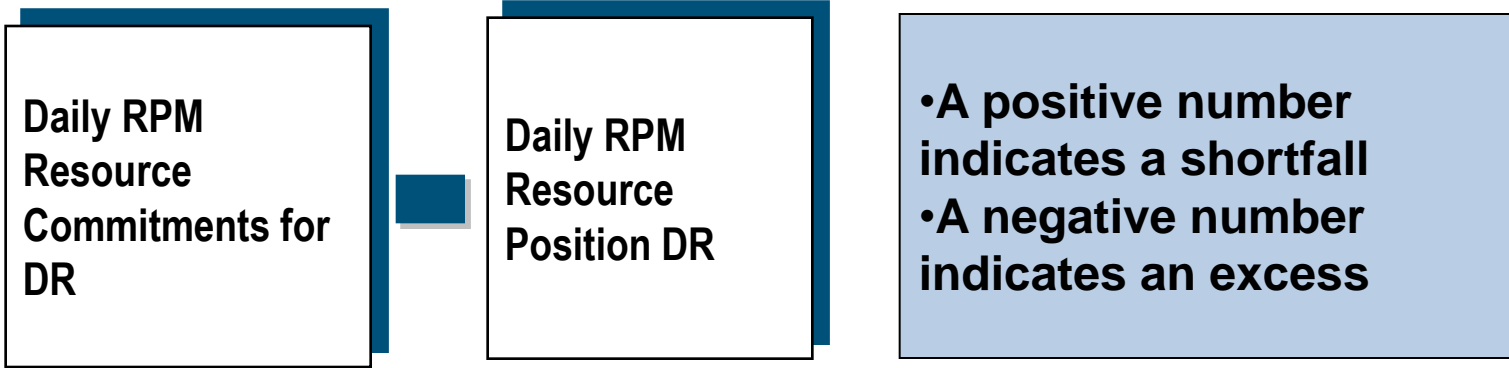 Daily RPM
Resource
Commitments for
DR
Daily RPM
Resource
Position DR
•A positive number
indicates a shortfall
•A negative number
indicates an excess